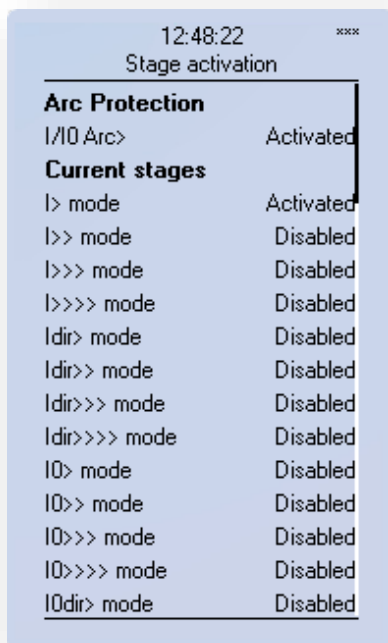 12:48:22 ***
Stage activation
Arc Protection
I/I0 Arc> Activated
Current stages
I> mode Activated
I>> mode Disabled
I>>> mode Disabled
I>>>> mode Disabled
Idir> mode Disabled
Idir>> mode Disabled
Idir>>> mode Disabled
Idir>>>> mode Disabled
I0> mode Disabled
I0>> mode Disabled
I0>>> mode Disabled
I0>>>> mode Disabled
I0dir> mode Disabled